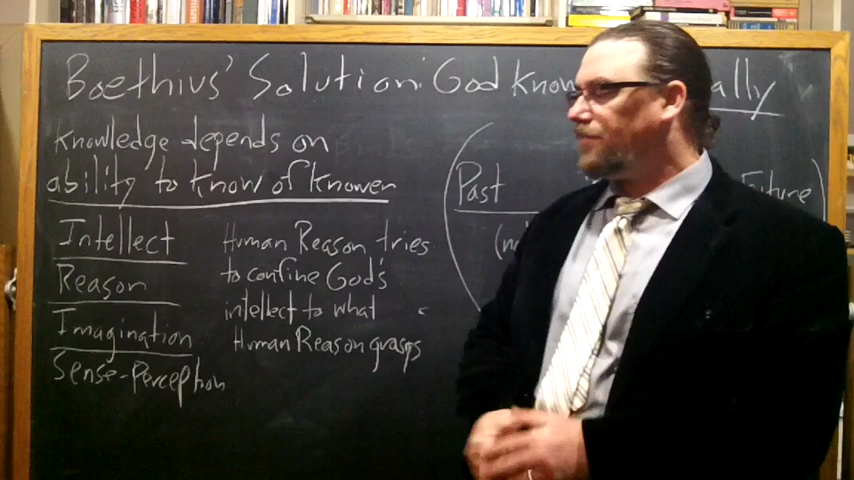 Boethius' Solution: God Know ally
Knowledge depends on
ability to know of knower
Intellect
Reason
Imagination
Sense-Perception
Human Reason tries
to confine God's
intellect to what
Human Reason grasps
Past Future